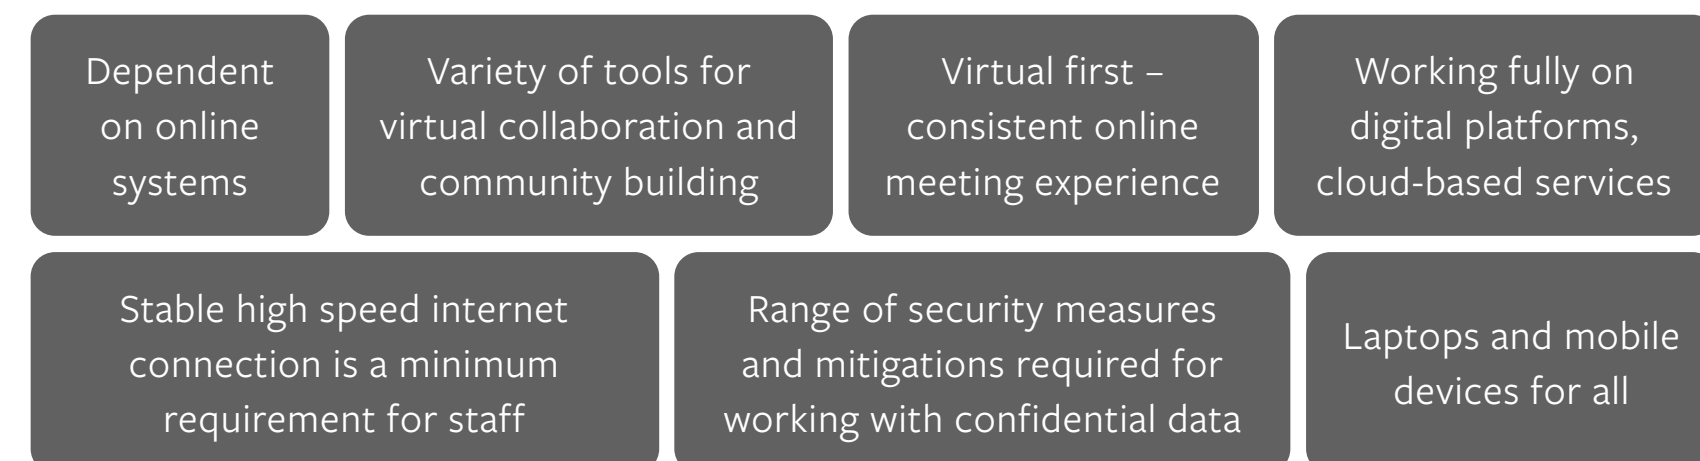 Dependent
on online
systems
Variety of tools for
virtual collaboration and
community building
Virtual first –
consistent online
meeting experience
Working fully on
digital platforms,
cloud-based services
Stable high speed internet
connection is a minimum
requirement for staff
Range of security measures
and mitigations required for
working with confidential data
Laptops and mobile
devices for all